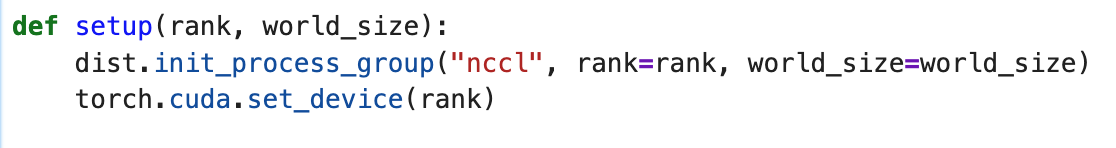 def setup(rank, world_size):
    dist.init_process_group("nccl", rank=rank, world_size=world_size)
    torch.cuda.set_device(rank)